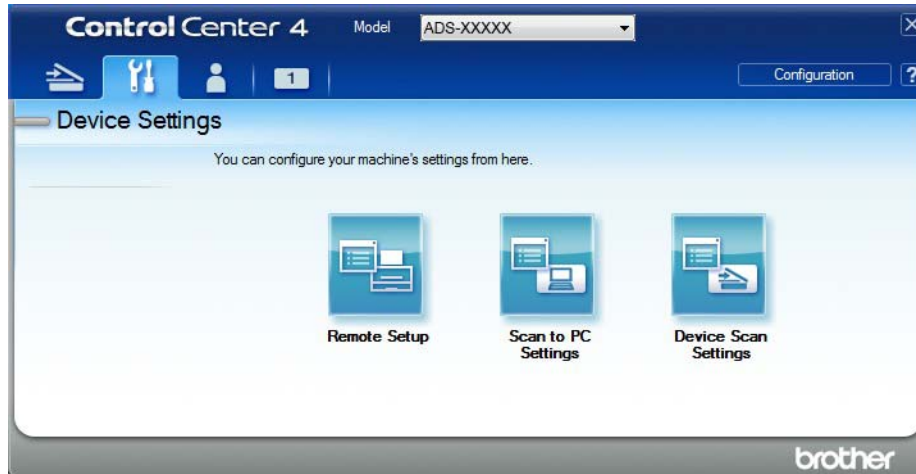 Control Center 4 Model ADS-XXXXX X
1 Configuration ?
Device Settings
You can configure your machine's settings from here.
Remote Setup
Scan to PC
Settings
Device Scan
Settings
brother